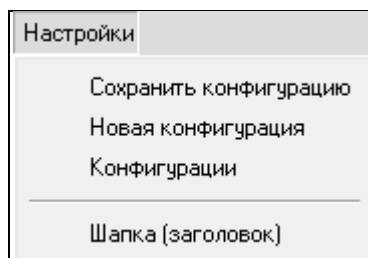 Настройки
Сохранить конфигурацию
Новая конфигурация
Конфигурации
Шапка (заголовок)